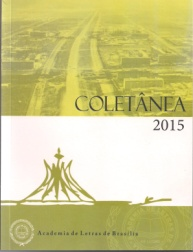 COLETÂNEA
2015
Academia de Letras de Brasília